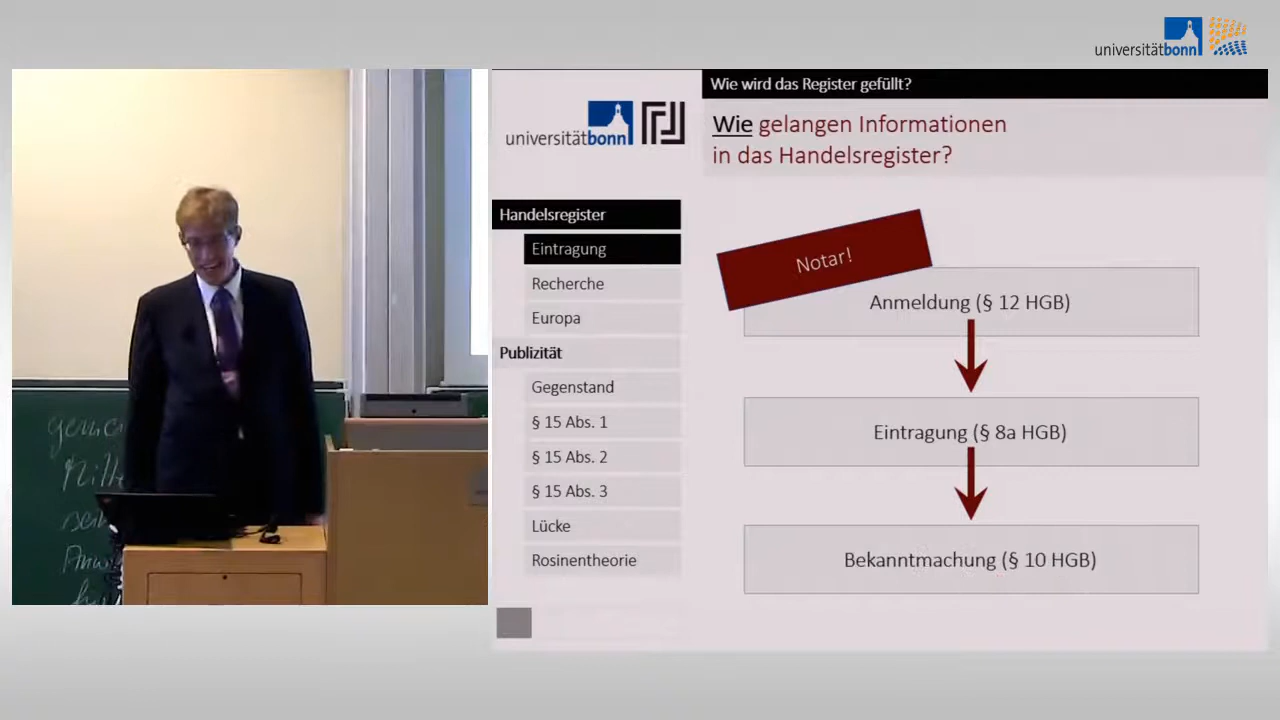 universitätbonn
Wie wird das Register gefüllt?
universitätbonn
Wie gelangen Informationen
in das Handelsregister?
Handelsregister
Eintragung
Recherche
Europa
Publizität
Gegenstand
§ 15 Abs. 1
§ 15 Abs. 2
§ 15 Abs. 3
Lücke
Rosinentheorie
Notar!
Anmeldung (§ 12 HGB)
Eintragung (§ 8a HGB)
Bekanntmachung (§ 10 HGB)